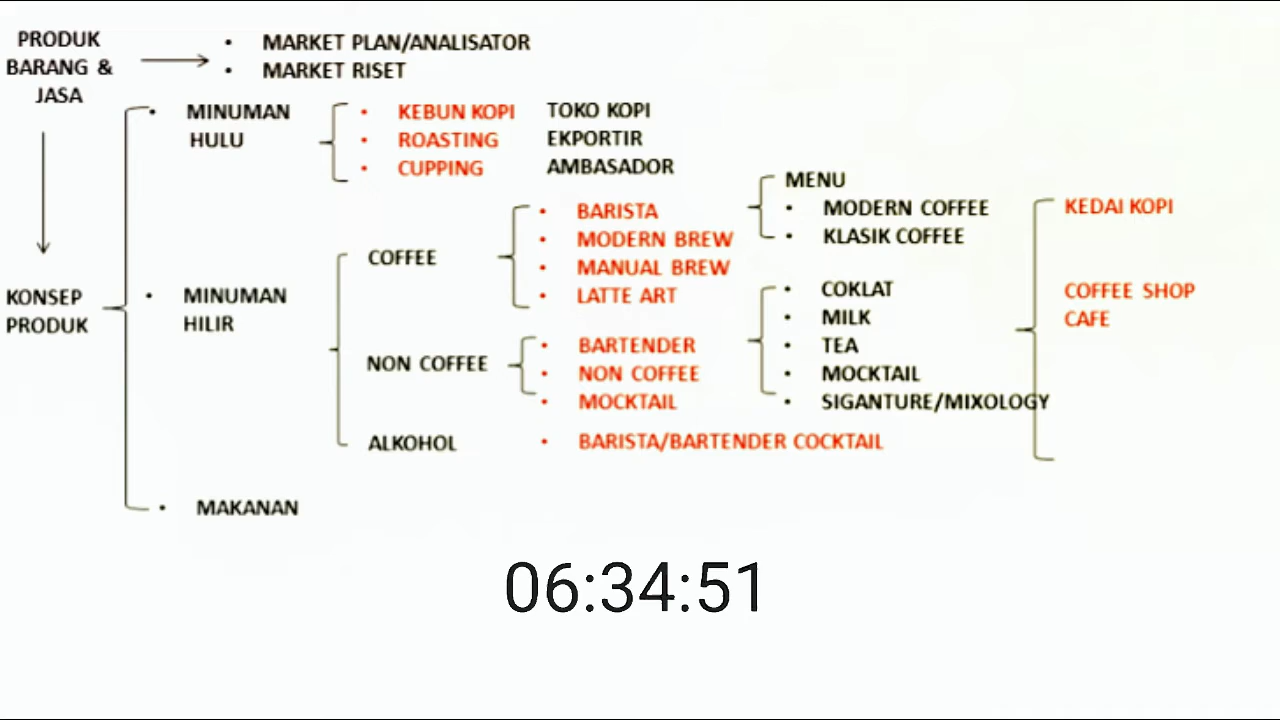 PRODUK
BARANG &
JASA
• MARKET PLAN/ANALISATOR
• MARKET RISET
• MINUMAN
HULU
• KEBUN KOPI TOKO KOPI
• ROASTING EKPORTIR
• CUPPING AMBASADOR
KONSEP
PRODUK
• MINUMAN
HILIR
COFFEE
• BARISTA
• MODERN BREW
• MANUAL BREW
• LATTE ART
MENU
• MODERN COFFEE
• KLASIK COFFEE
NON COFFEE
• BARTENDER
• NON COFFEE
• MOCKTAIL
• COKLAT
• MILK
• TEA
• MOCKTAIL
• SIGANTURE/MIXOLOGY
ALKOHOL
• BARISTA/BARTENDER COCKTAIL
KEDAI KOPI
COFFEE SHOP
CAFE
• MAKANAN
06:34:51